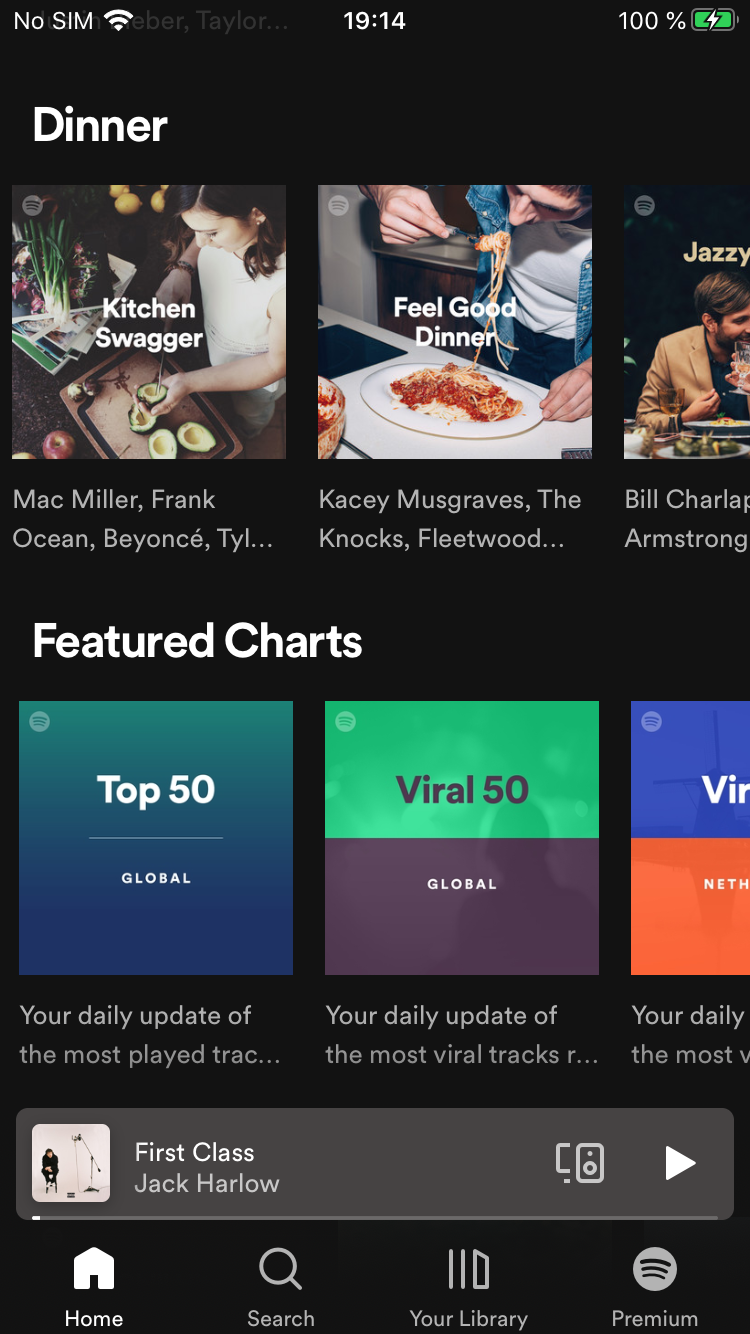 No SIM
19:14
100 %
Dinner
Kitchen
Swagger
Feel Good
Dinner
Jazzy
Mac Miller, Frank
Ocean, Beyoncé, Tyl...
Kacey Musgraves, The
Knocks, Fleetwood...
Bill Charlap
Armstrong
Featured Charts
Top 50
GLOBAL
Viral 50
GLOBAL
Vir
NETH
Your daily update of
the most played trac...
Your daily update of
the most viral tracks r...
Your daily
the most v
First Class
Jack Harlow
Home
Search
Your Library
Premium